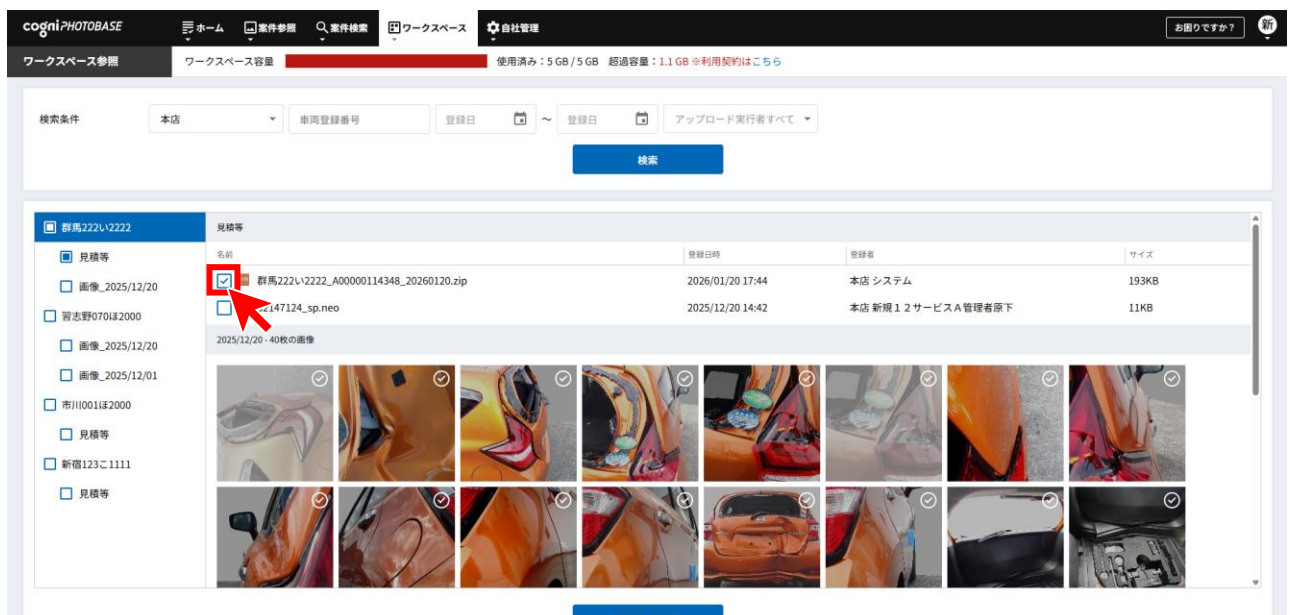 cogniPHOTOBASE ホーム 案件参照 案件検索 ワークスペース 自社管理 お困りですか? 新
ワークスペース参照 ワークスペース容量 使用済み：5 GB / 5 GB 超過容量：1.1 GB ※利用契約はこちら
検索条件 本店 車両登録番号 登録日 ～ 登録日 アップロード実行者すべて
検索
群馬222い2222 見積等
見積等 名前 登録日時 登録者 サイズ
画像_2025/12/20 群馬222い2222_A00000114348_20260120.zip 2026/01/20 17:44 本店 システム 193KB
習志野070ほ2000 2147124_sp.neo 2025/12/20 14:42 本店 新規１２サービスＡ管理者原下 11KB
画像_2025/12/20 2025/12/20 - 40枚の画像
画像_2025/12/01
市川001ほ2000
見積等
新宿123こ1111
見積等